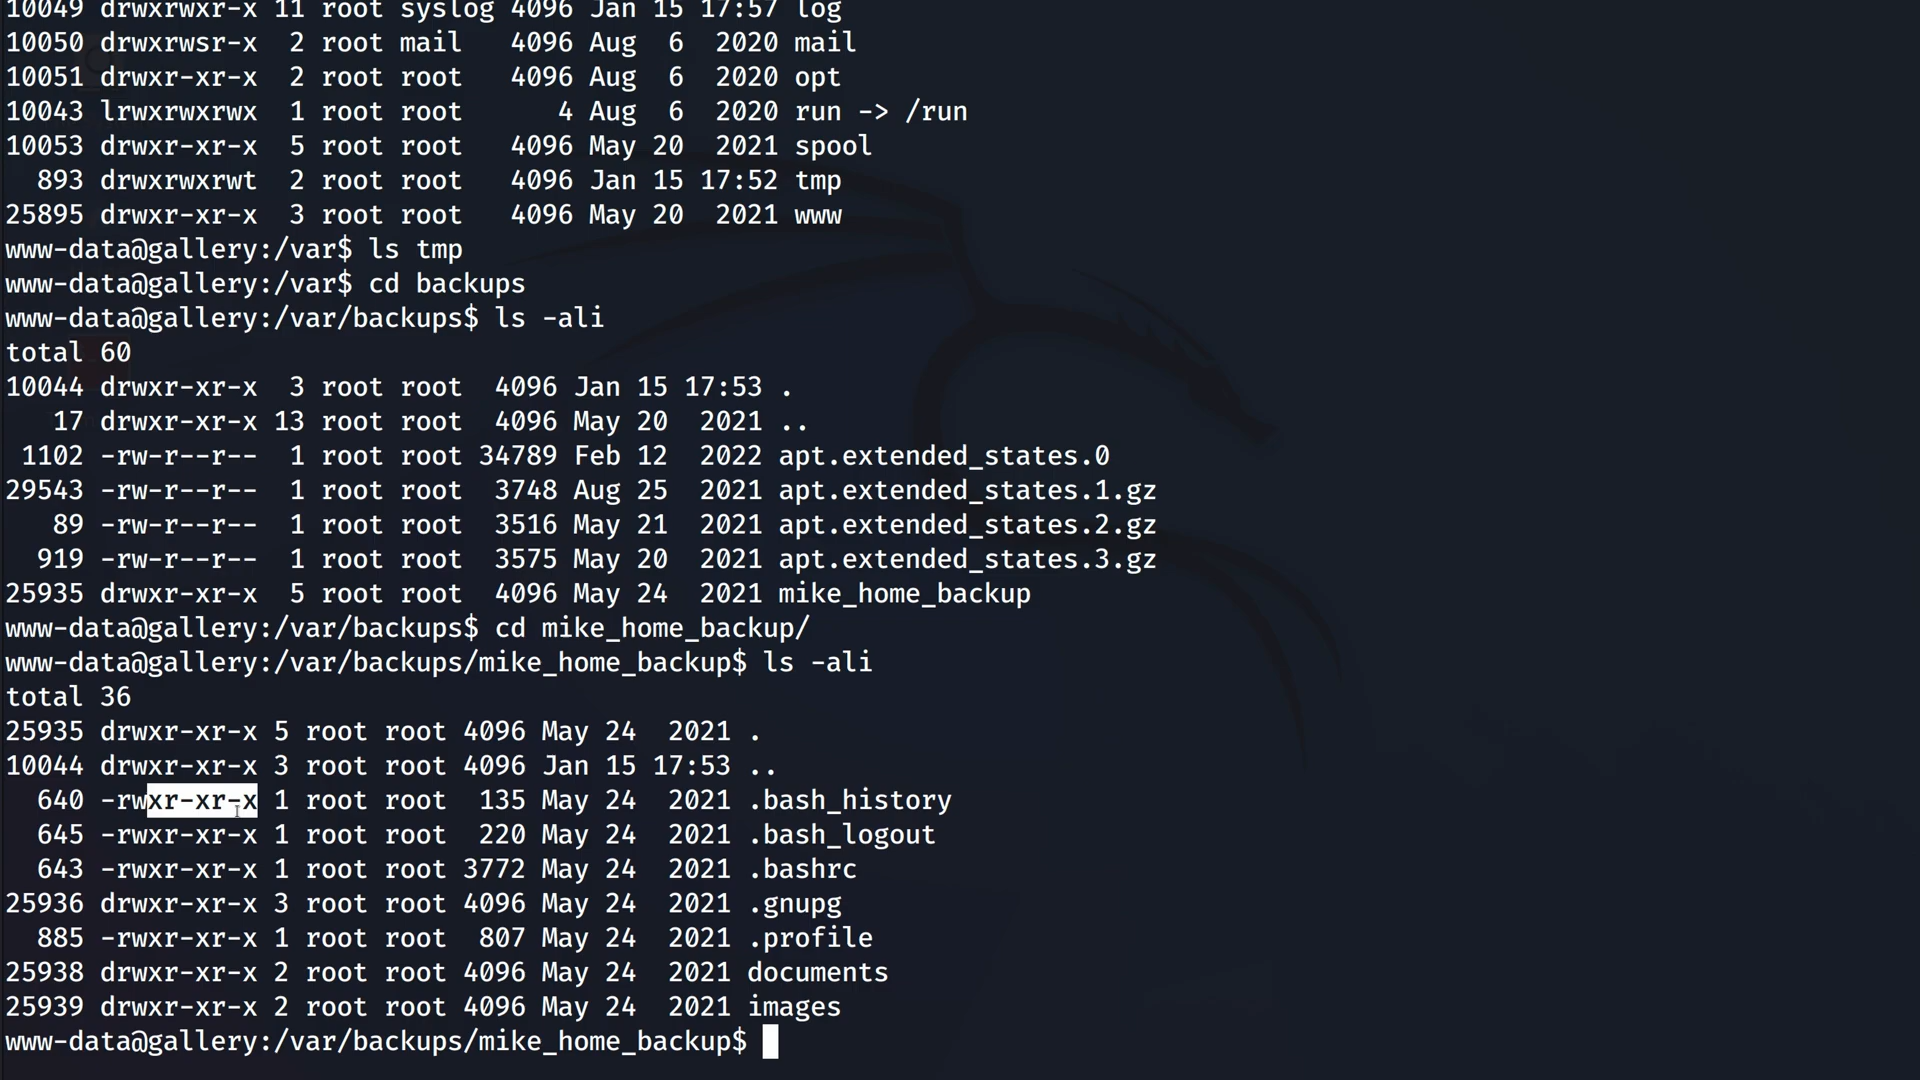 10049 drwxrwxr-x 11 root syslog 4096 Jan 15 17:57 log
10050 drwxrwsr-x  2 root mail   4096 Aug  6  2020 mail
10051 drwxr-xr-x  2 root root   4096 Aug  6  2020 opt
10043 lrwxrwxrwx  1 root root      4 Aug  6  2020 run -> /run
10053 drwxr-xr-x  5 root root   4096 May 20  2021 spool
  893 drwxrwxrwt  2 root root   4096 Jan 15 17:52 tmp
25895 drwxr-xr-x  3 root root   4096 May 20  2021 www
www-data@gallery:/var$ ls tmp
www-data@gallery:/var$ cd backups
www-data@gallery:/var/backups$ ls -ali
total 60
10044 drwxr-xr-x  3 root root  4096 Jan 15 17:53 .
   17 drwxr-xr-x 13 root root  4096 May 20  2021 ..
 1102 -rw-r--r--  1 root root 34789 Feb 12  2022 apt.extended_states.0
29543 -rw-r--r--  1 root root  3748 Aug 25  2021 apt.extended_states.1.gz
   89 -rw-r--r--  1 root root  3516 May 21  2021 apt.extended_states.2.gz
  919 -rw-r--r--  1 root root  3575 May 20  2021 apt.extended_states.3.gz
25935 drwxr-xr-x  5 root root  4096 May 24  2021 mike_home_backup
www-data@gallery:/var/backups$ cd mike_home_backup/
www-data@gallery:/var/backups/mike_home_backup$ ls -ali
total 36
25935 drwxr-xr-x 5 root root 4096 May 24  2021 .
10044 drwxr-xr-x 3 root root 4096 Jan 15 17:53 ..
  640 -rwxr-xr-x 1 root root  135 May 24  2021 .bash_history
  645 -rwxr-xr-x 1 root root  220 May 24  2021 .bash_logout
  643 -rwxr-xr-x 1 root root 3772 May 24  2021 .bashrc
25936 drwxr-xr-x 3 root root 4096 May 24  2021 .gnupg
  885 -rwxr-xr-x 1 root root  807 May 24  2021 .profile
25938 drwxr-xr-x 2 root root 4096 May 24  2021 documents
25939 drwxr-xr-x 2 root root 4096 May 24  2021 images
www-data@gallery:/var/backups/mike_home_backup$